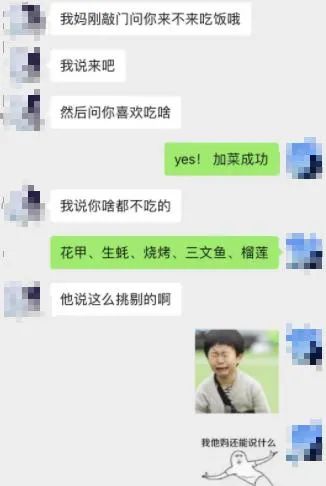 我妈刚敲门问你来不来吃饭哦
我说来吧
然后问你喜欢吃啥
yes! 加菜成功
我说你啥都不吃的
花甲、生蚝、烧烤、三文鱼、榴莲
他说这么挑剔的啊
我他妈还能说什么